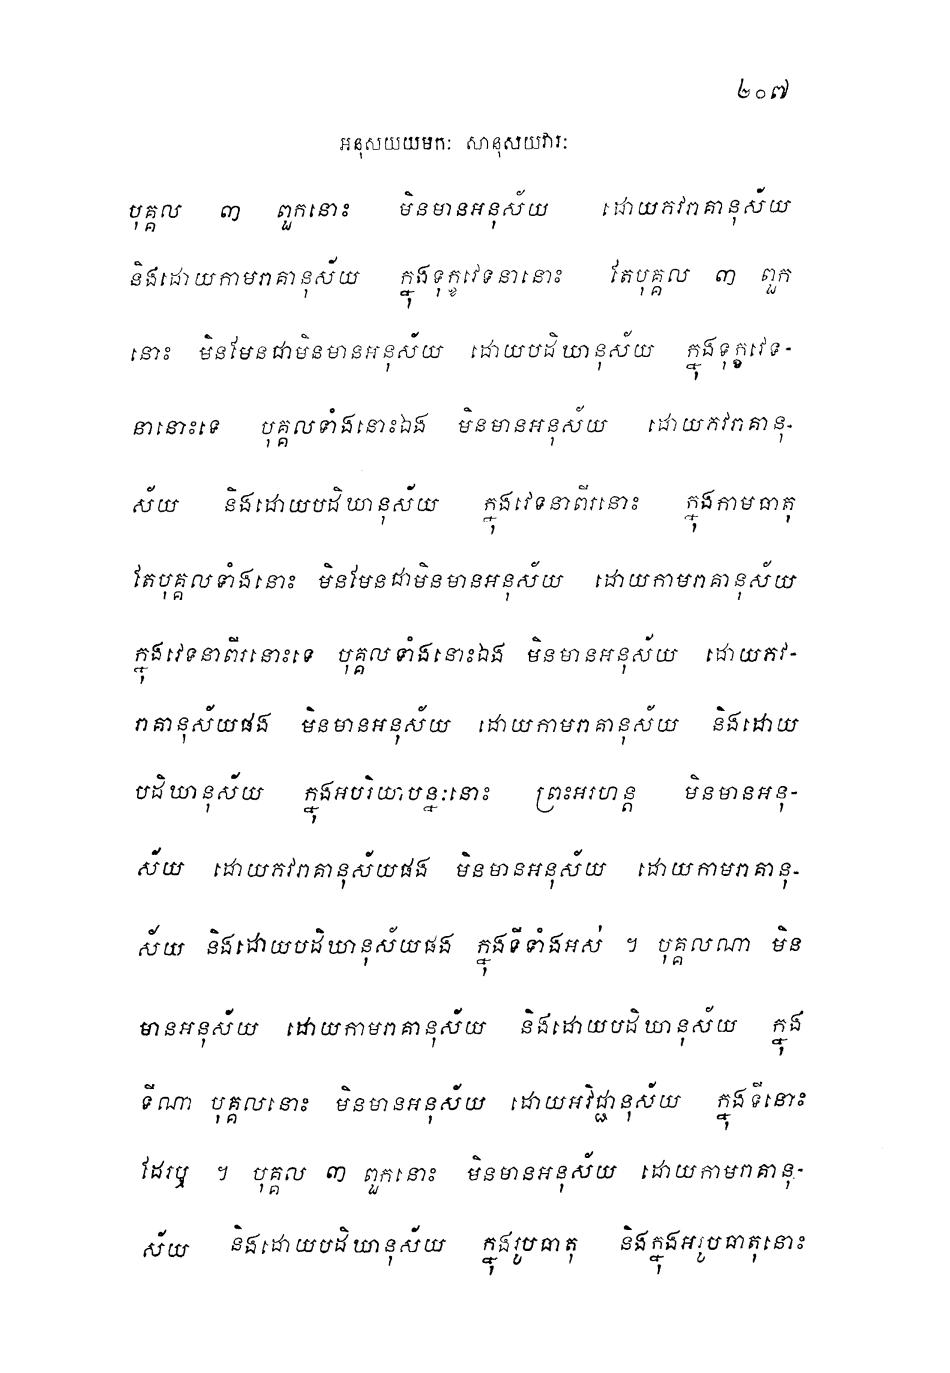 ២០៧
អនុសយយមកៈ សានុសយវារៈ
បុគ្គល ៣ ពួកនោះ មិនមានអនុស័យ ដោយភវរាគានុស័យ
និងដោយកាមរាគានុស័យ ក្នុងទុក្ខវេទនានោះ តែបុគ្គល ៣ ពួក
នោះ មិនមែនជាមិនមានអនុស័យ ដោយបដិឃានុស័យ ក្នុងទុក្ខវេទ-
នានោះទេ បុគ្គលទាំងនោះឯង មិនមានអនុស័យ ដោយភវរាគានុ-
ស័យ និងដោយបដិឃានុស័យ ក្នុងវេទនាពីរនោះ ក្នុងកាមធាតុ
តែបុគ្គលទាំងនោះ មិនមែនជាមិនមានអនុស័យ ដោយកាមរាគានុស័យ
ក្នុងវេទនាពីរនោះទេ បុគ្គលទាំងនោះឯង មិនមានអនុស័យ ដោយភវ-
រាគានុស័យផង មិនមានអនុស័យ ដោយកាមរាគានុស័យ និងដោយ
បដិឃានុស័យ ក្នុងអបរិយាបន្នៈនោះ ព្រះអរហន្ត មិនមានអនុ-
ស័យ ដោយភវរាគានុស័យផង មិនមានអនុស័យ ដោយកាមរាគានុ-
ស័យ និងដោយបដិឃានុស័យផង ក្នុងទីទាំងអស់ ។ បុគ្គលណា មិន
មានអនុស័យ ដោយកាមរាគានុស័យ និងដោយបដិឃានុស័យ ក្នុង
ទីណា បុគ្គលនោះ មិនមានអនុស័យ ដោយអវិជ្ជានុស័យ ក្នុងទីនោះ
ដែរឬ ។ បុគ្គល ៣ ពួកនោះ មិនមានអនុស័យ ដោយកាមរាគានុ-
ស័យ និងដោយបដិឃានុស័យ ក្នុងរូបធាតុ និងក្នុងអរូបធាតុនោះ